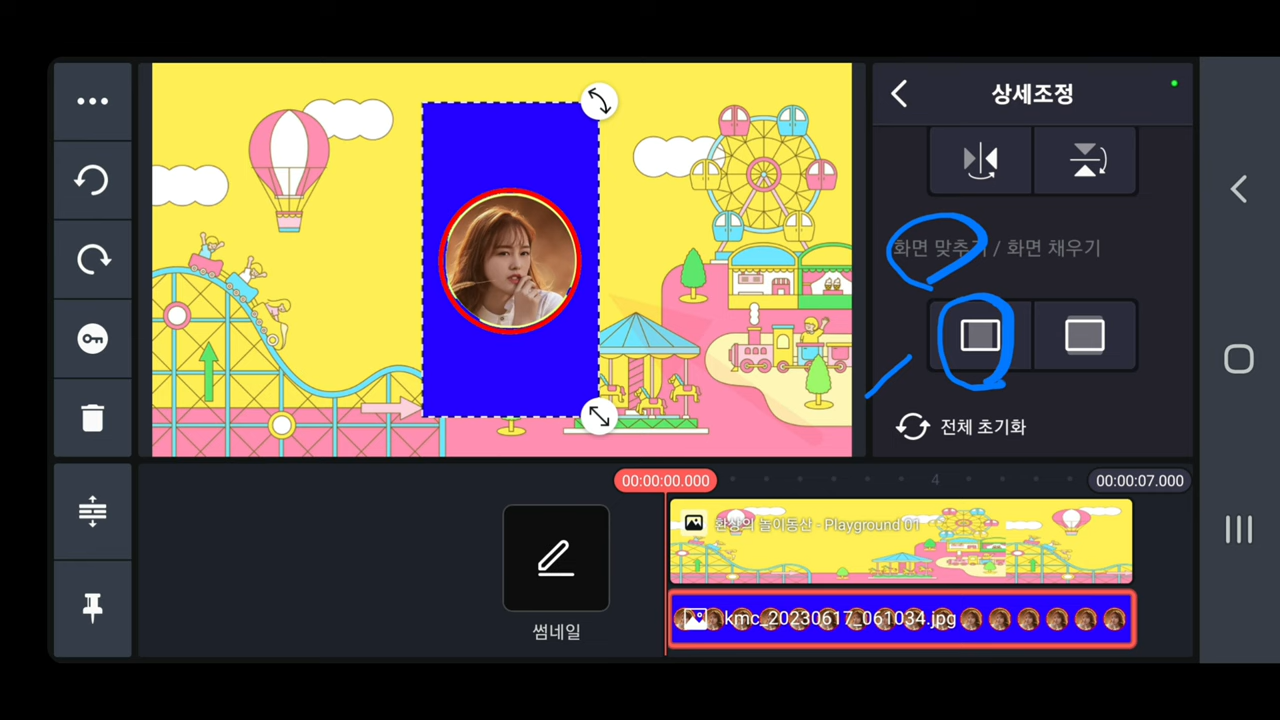 상세조정
화면 맞추기 / 화면 채우기
전체 초기화
00:00:00.000
4
00:00:07.000
환상의 놀이동산 - Playground 01
kmc_20230617_061034.jpg
썸네일